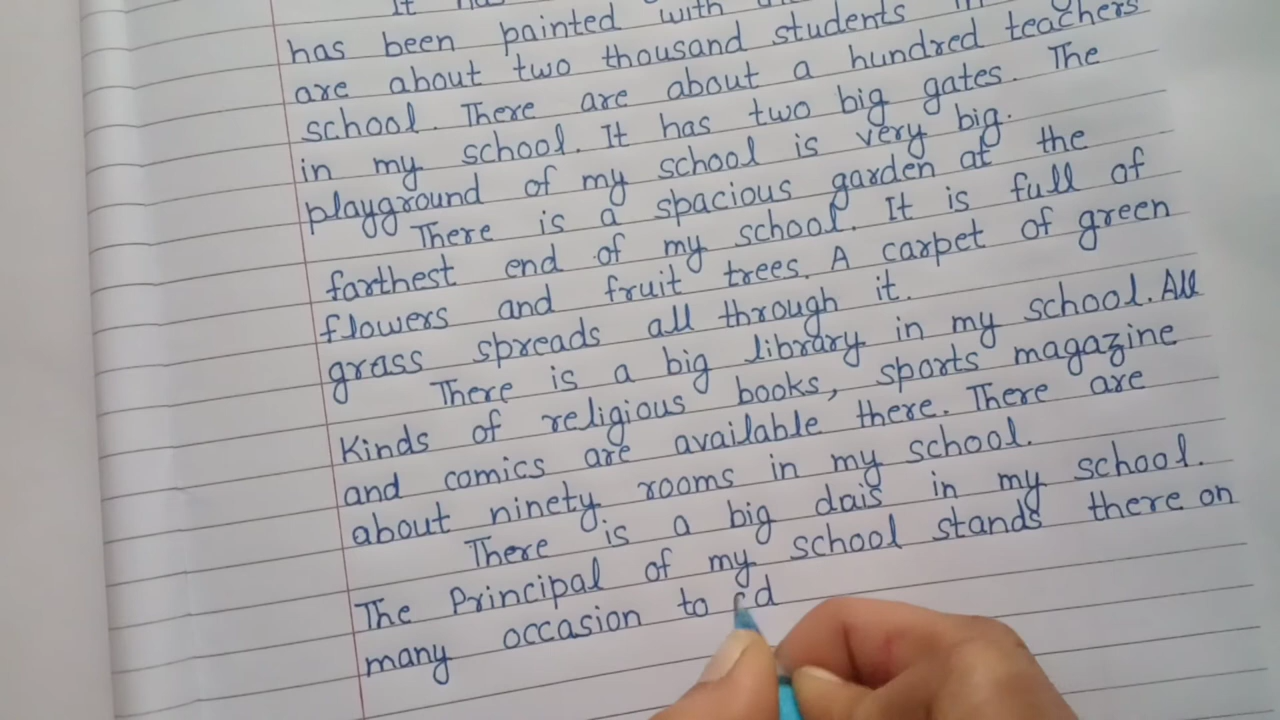 It has
has been painted with
are about two thousand students
school. There are about a hundred teachers
in my school. It has two big gates. The
playground of my school is very big.
There is a spacious garden at the
farthest end of my school. It is full of
flowers and fruit trees. A carpet of green
grass spreads all through it.
There is a big library in my school. All
Kinds of religious books, sports magazine
and comics are available there. There are
about ninety rooms in my school.
There is a big dais in my school.
The Principal of my school stands there on
many occasion to